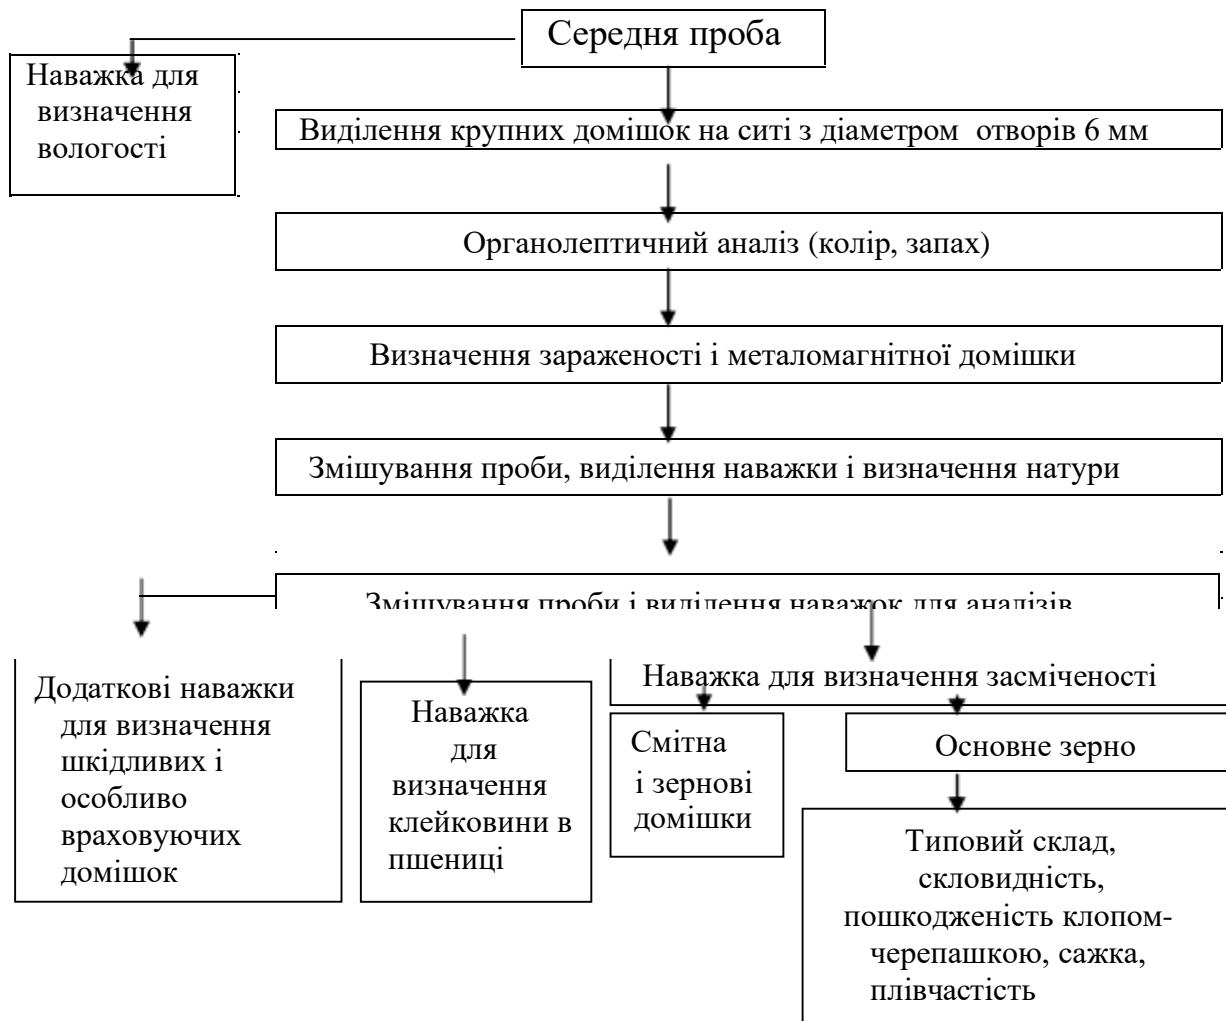 Середня проба
Наважка для
визначення
вологості
Виділення крупних домішок на ситі з діаметром отворів 6 мм
Органолептичний аналіз (колір, запах)
Визначення зараженості і металомагнітної домішки
Змішування проби, виділення наважки і визначення натури
Змішування проби і виділення наважок для аналізів
Додаткові наважки
для визначення
шкідливих і
особливо
враховуючих
домішок
Наважка
для
визначення
клейковини в
пшениці
Наважка для визначення засміченості
Смітна
і зернові
домішки
Основне зерно
Типовий склад,
скловидність,
пошкодженість клопом-
черепашкою, сажка,
плівчастість